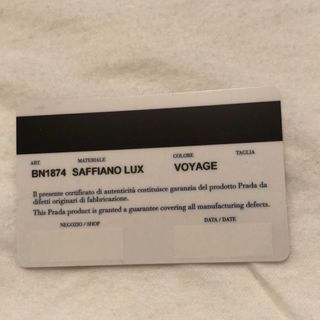 ART. MATERIALE COLORE TAGLIA
BN1874 SAFFIANO LUX VOYAGE
Il presente certificato di autenticità costituisce garanzia del prodotto Prada da
difetti originari di fabbricazione.
This Prada product is granted a guarantee covering all manufacturing defects.
NEGOZIO / SHOP DATA / DATE